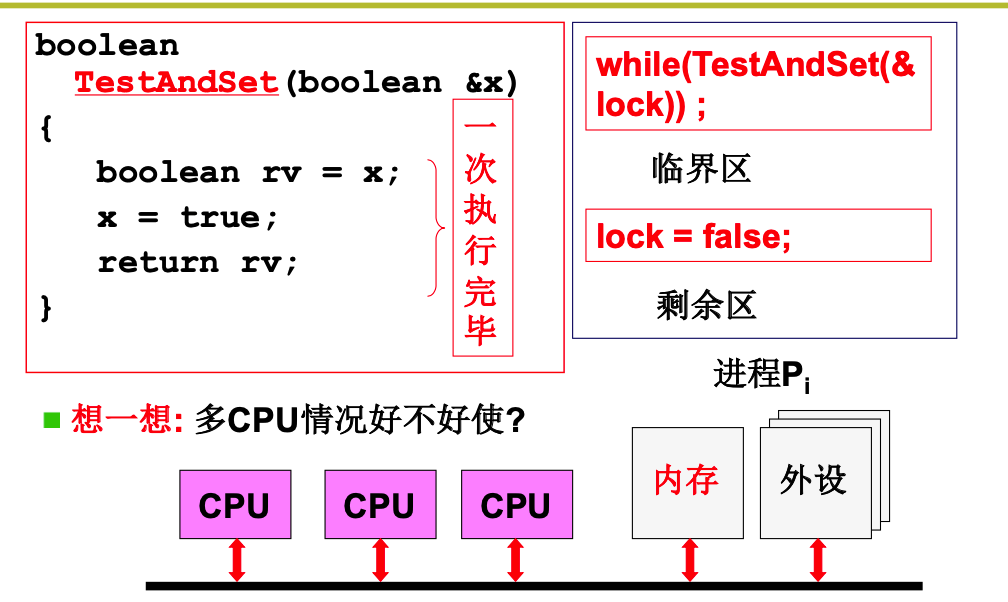 boolean
TestAndSet(boolean &x)
{
boolean rv = x;
x = true;
return rv;
}
一次执行完毕
while(TestAndSet(&
lock)) ;
临界区
lock = false;
剩余区
进程Pi
想一想: 多CPU情况好不好使?
CPU
CPU
CPU
内存
外设